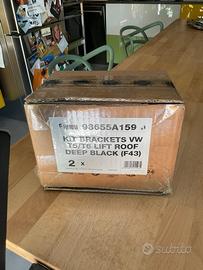 98655A159
KIT BRACKETS VW
T5/T6 LIFT ROOF
DEEP BLACK (F43)
2 x
subito